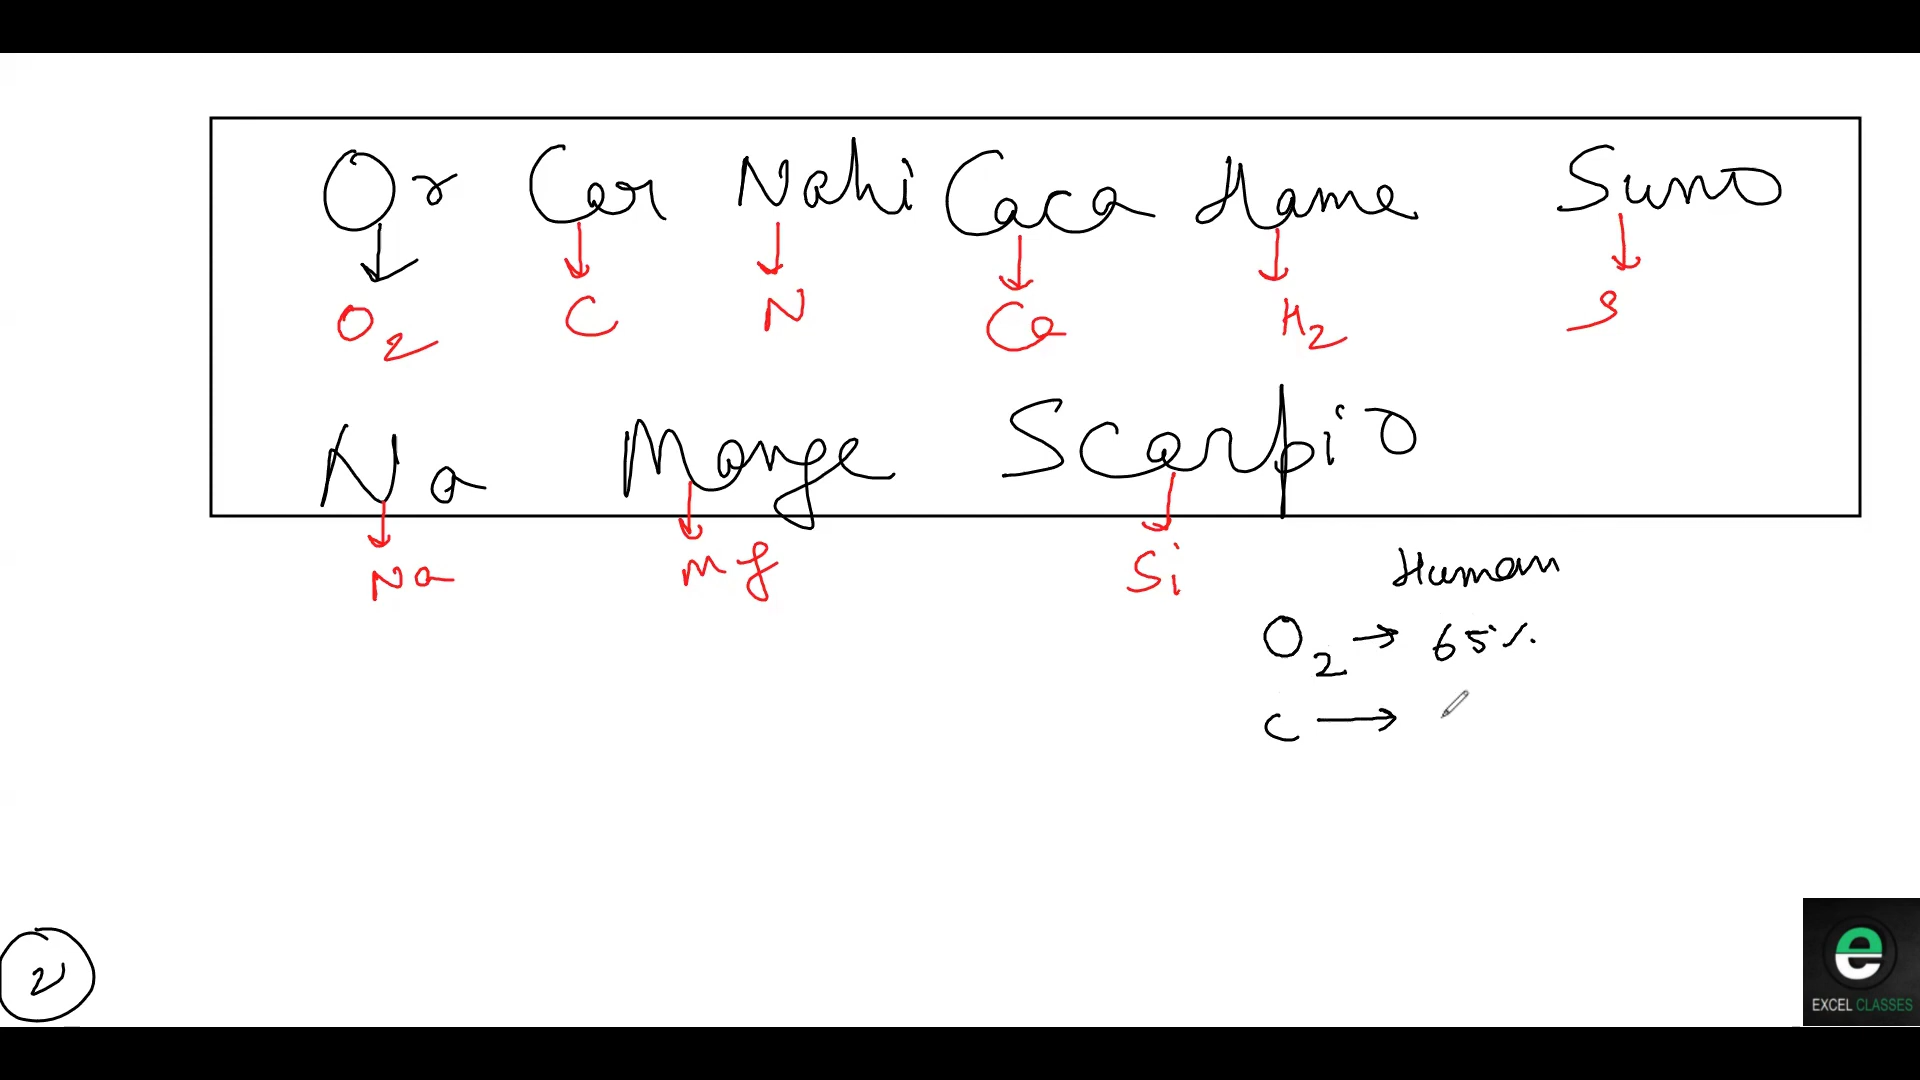 Or Car Nahi Caca Hame Suno
O2 C N Ca H2 S
Na Mange Scarpio
Na Mg Si
Human
O2 → 65%
C →
2
e
EXCEL CLASSES